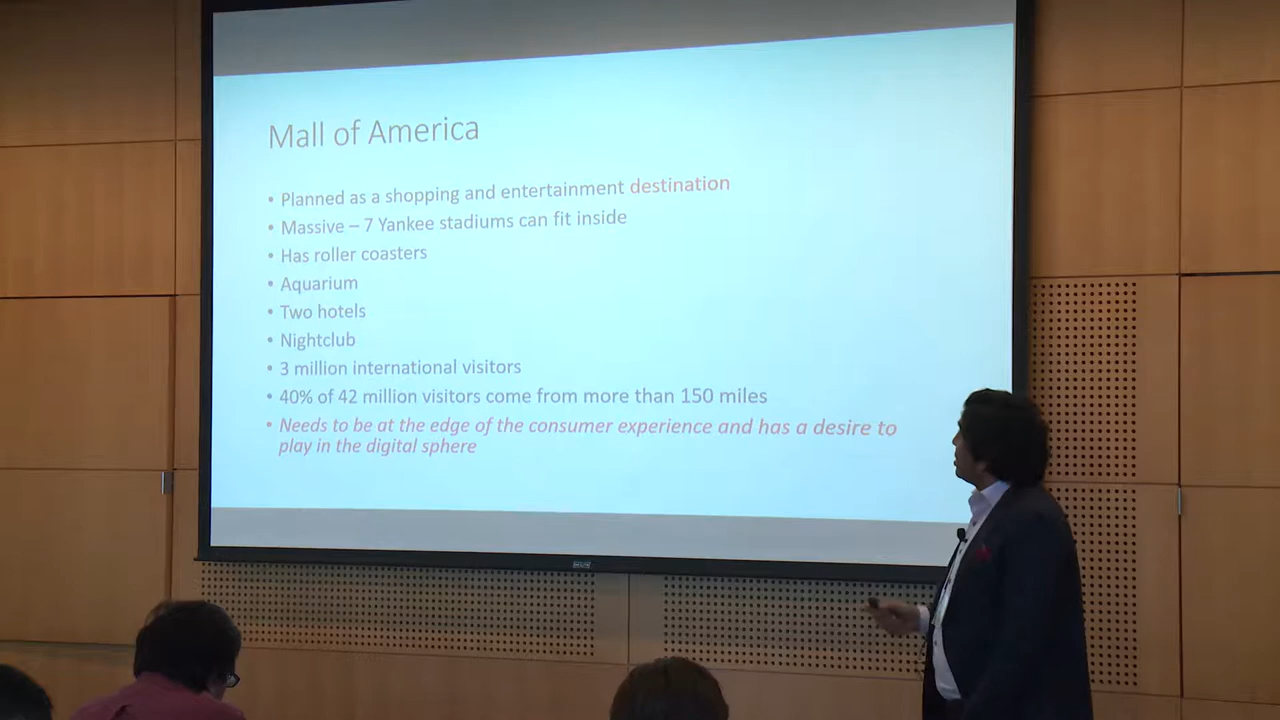 Mall of America
• Planned as a shopping and entertainment destination
• Massive – 7 Yankee stadiums can fit inside
• Has roller coasters
• Aquarium
• Two hotels
• Nightclub
• 3 million international visitors
• 40% of 42 million visitors come from more than 150 miles
• Needs to be at the edge of the consumer experience and has a desire to
play in the digital sphere